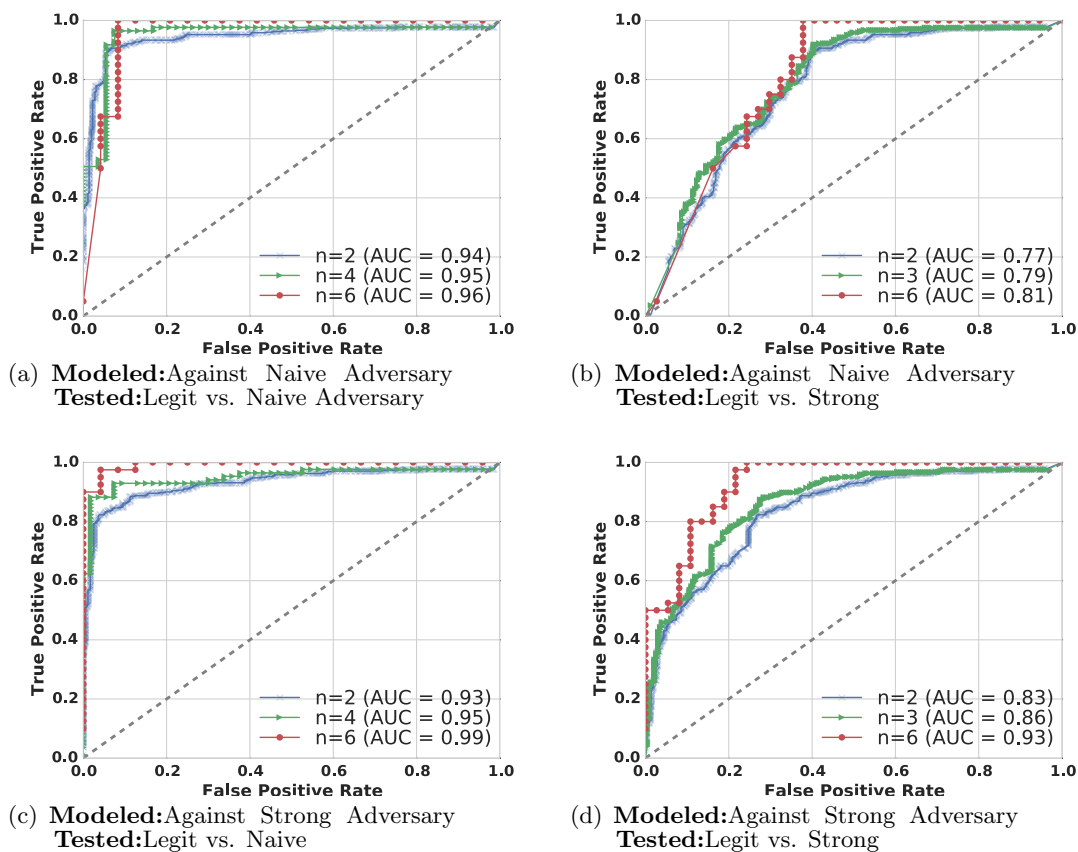 1.0
0.8
0.6
0.4
0.2
0.0
True Positive Rate
n=2 (AUC = 0.94)
n=4 (AUC = 0.95)
n=6 (AUC = 0.96)
0.0 0.2 0.4 0.6 0.8 1.0
False Positive Rate
(a) Modeled:Against Naive Adversary
Tested:Legit vs. Naive Adversary
1.0
0.8
0.6
0.4
0.2
0.0
True Positive Rate
n=2 (AUC = 0.77)
n=3 (AUC = 0.79)
n=6 (AUC = 0.81)
0.0 0.2 0.4 0.6 0.8 1.0
False Positive Rate
(b) Modeled:Against Naive Adversary
Tested:Legit vs. Strong
1.0
0.8
0.6
0.4
0.2
0.0
True Positive Rate
n=2 (AUC = 0.93)
n=4 (AUC = 0.95)
n=6 (AUC = 0.99)
0.0 0.2 0.4 0.6 0.8 1.0
False Positive Rate
(c) Modeled:Against Strong Adversary
Tested:Legit vs. Naive
1.0
0.8
0.6
0.4
0.2
0.0
True Positive Rate
n=2 (AUC = 0.83)
n=3 (AUC = 0.86)
n=6 (AUC = 0.93)
0.0 0.2 0.4 0.6 0.8 1.0
False Positive Rate
(d) Modeled:Against Strong Adversary
Tested:Legit vs. Strong